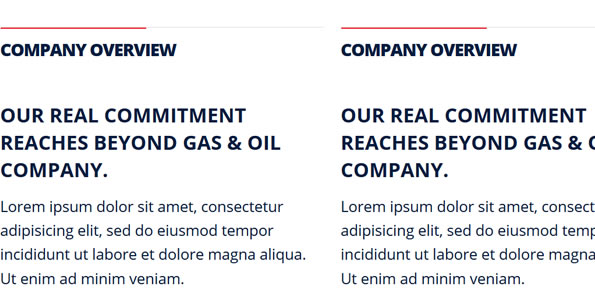 COMPANY OVERVIEW
OUR REAL COMMITMENT
REACHES BEYOND GAS & OIL
COMPANY.
Lorem ipsum dolor sit amet, consectetur
adipisicing elit, sed do eiusmod tempor
incididunt ut labore et dolore magna aliqua.
Ut enim ad minim veniam.
COMPANY OVERVIEW
OUR REAL COMMITMENT
REACHES BEYOND GAS &
COMPANY.
Lorem ipsum dolor sit amet, consect
adipisicing elit, sed do eiusmod temp
incididunt ut labore et dolore magna
Ut enim ad minim veniam.